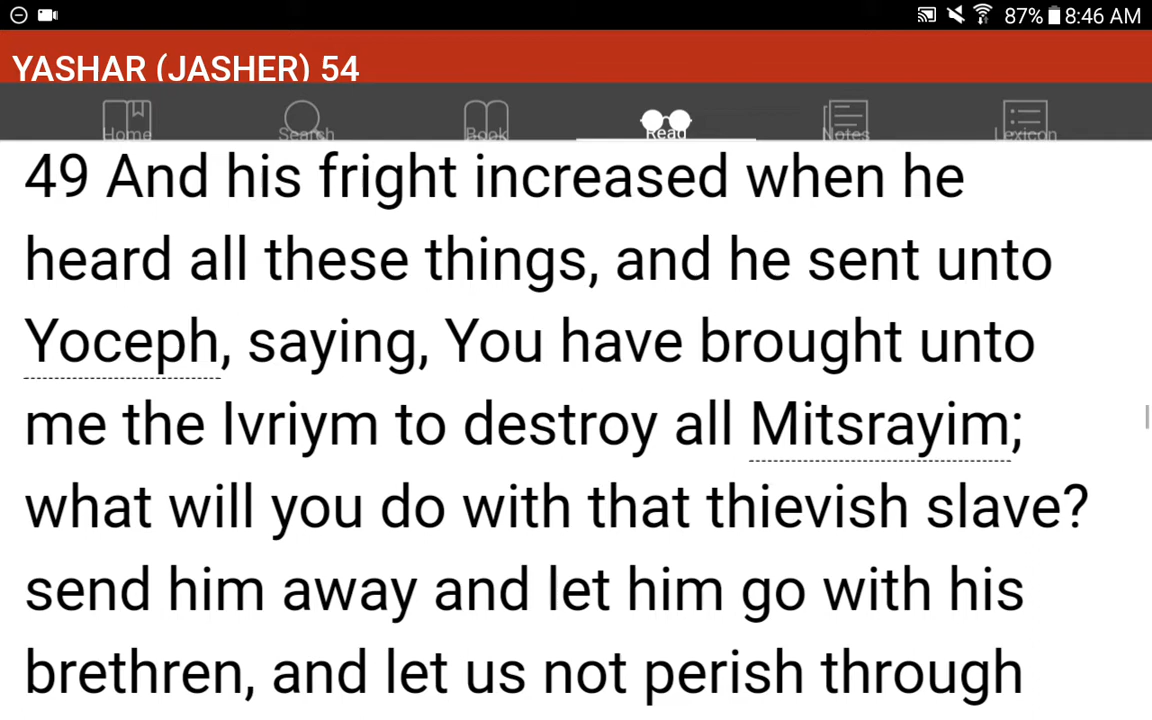 87% 8:46 AM
YASHAR (JASHER) 54
Home Search Book Read Notes Lexicon
49 And his fright increased when he
heard all these things, and he sent unto
Yoceph, saying, You have brought unto
me the Ivriym to destroy all Mitsrayim;
what will you do with that thievish slave?
send him away and let him go with his
brethren, and let us not perish through